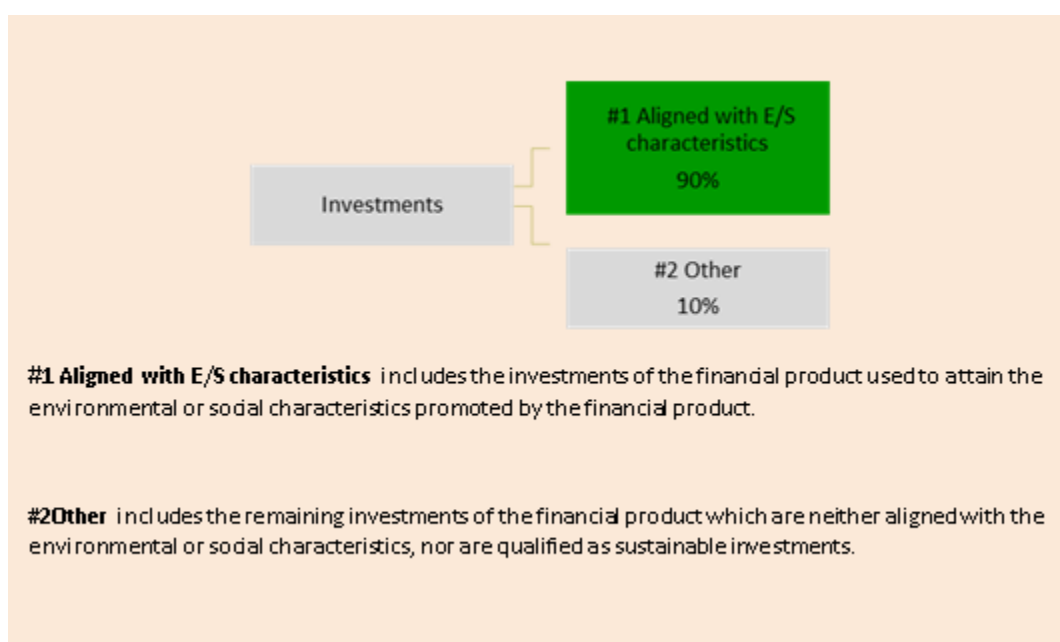 #1 Aligned with E/S
characteristics
90%
Investments
#2 Other
10%
#1 Aligned with E/S characteristics includes the investments of the financial product used to attain the
environmental or social characteristics promoted by the financial product.
#2Other includes the remaining investments of the financial product which are neither aligned with the
environmental or social characteristics, nor are qualified as sustainable investments.